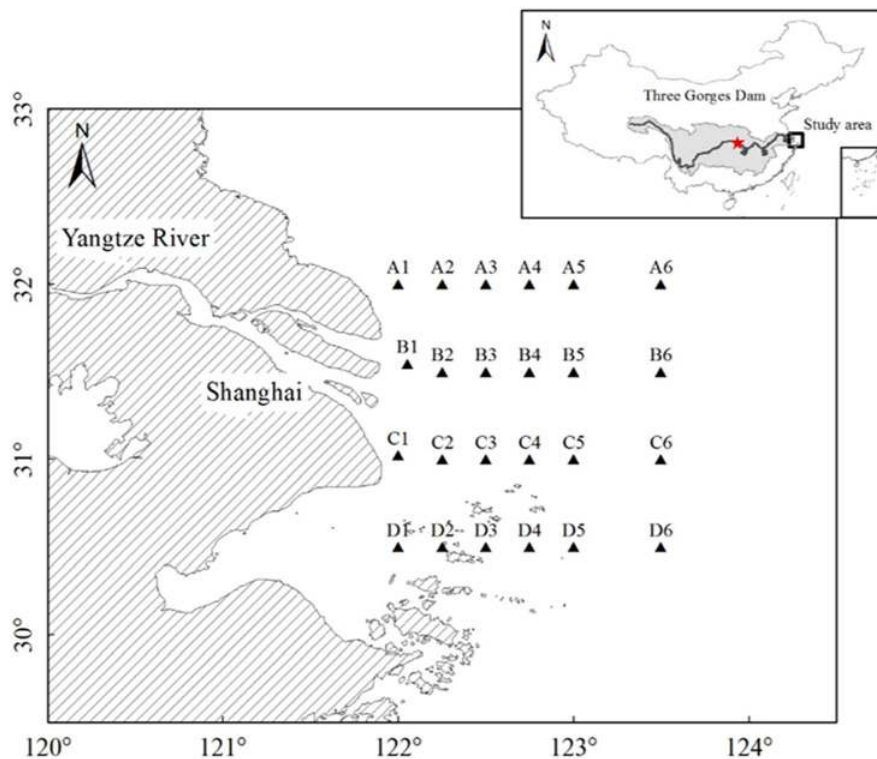 N
Three Gorges Dam
Study area
33°
N
Yangtze River
32°
A1 A2 A3 A4 A5 A6
B1 B2 B3 B4 B5 B6
Shanghai
31°
C1 C2 C3 C4 C5 C6
D1 D2 D3 D4 D5 D6
30°
120° 121° 122° 123° 124°